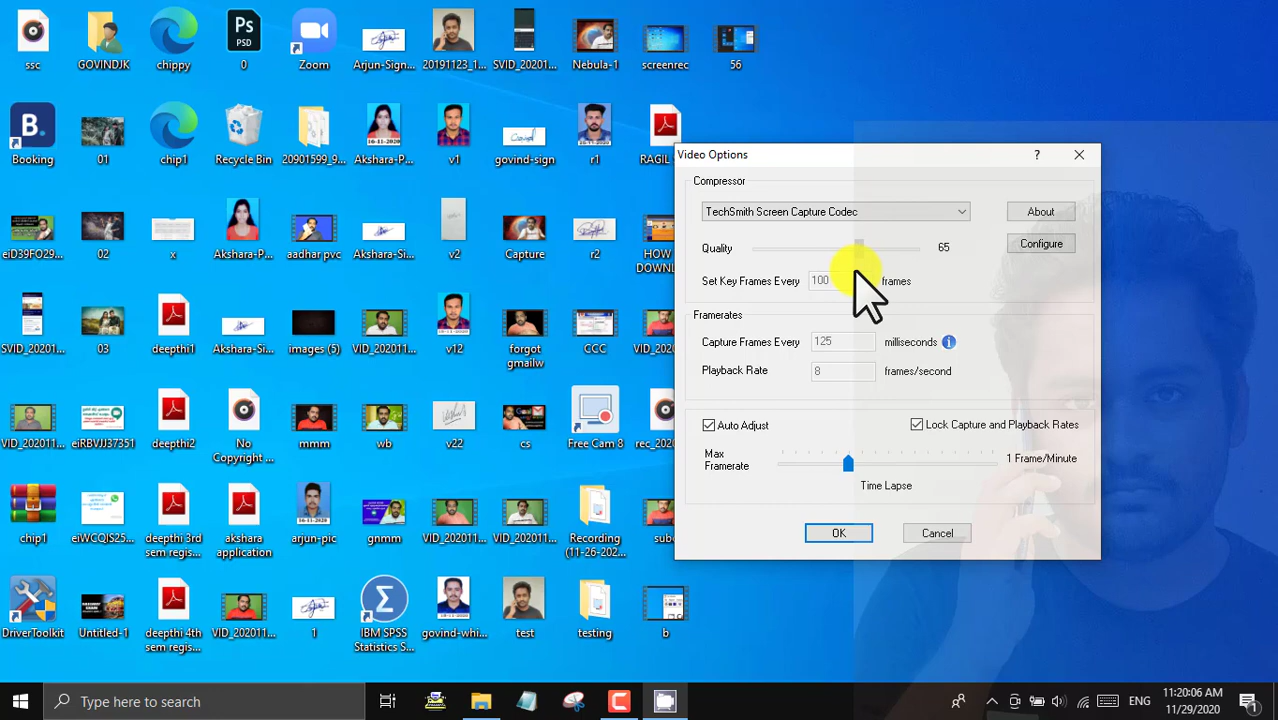 ssc
GOVINDJK
chippy
Ps
PSD
0
Zoom
Arjun-Sign...
20191123_1...
SVID_20201...
Nebula-1
screenrec
56
B.
Booking
01
chip1
Recycle Bin
20901599_9...
Akshara-P...
v1
govind-sign
r1
RAGIL
eiD39FO29...
02
x
Akshara-P...
aadhar pvc
Akshara-Si...
v2
Capture
r2
HOW
DOWNL
SVID_20201...
03
deepthi1
Akshara-Si...
images (5)
VID_202011...
v12
forgot
gmailw
CCC
VID_2020
VID_202011...
eiRBVJJ37351
deepthi2
No
Copyright ...
mmm
wb
v22
cs
Free Cam 8
rec_202
chip1
eiWCQIS25...
deepthi 3rd
sem regis...
akshara
application
arjun-pic
gnmm
VID_202011...
VID_202011...
Recording
(11-26-202...
sub
DriverToolkit
Untitled-1
deepthi 4th
sem regis...
VID_202011...
1
IBM SPSS
Statistics S...
govind-whi...
test
testing
b
Video Options
?
Compressor
TechSmith Screen Capture Codec
About
Quality
65
Configure
Set Key Frames Every
100
frames
Framerates
Capture Frames Every
125
milliseconds
Playback Rate
8
frames/second
Auto Adjust
Lock Capture and Playback Rates
Max
Framerate
1 Frame/Minute
Time Lapse
OK
Cancel
Type here to search
ENG
11:20:06 AM
11/29/2020
1